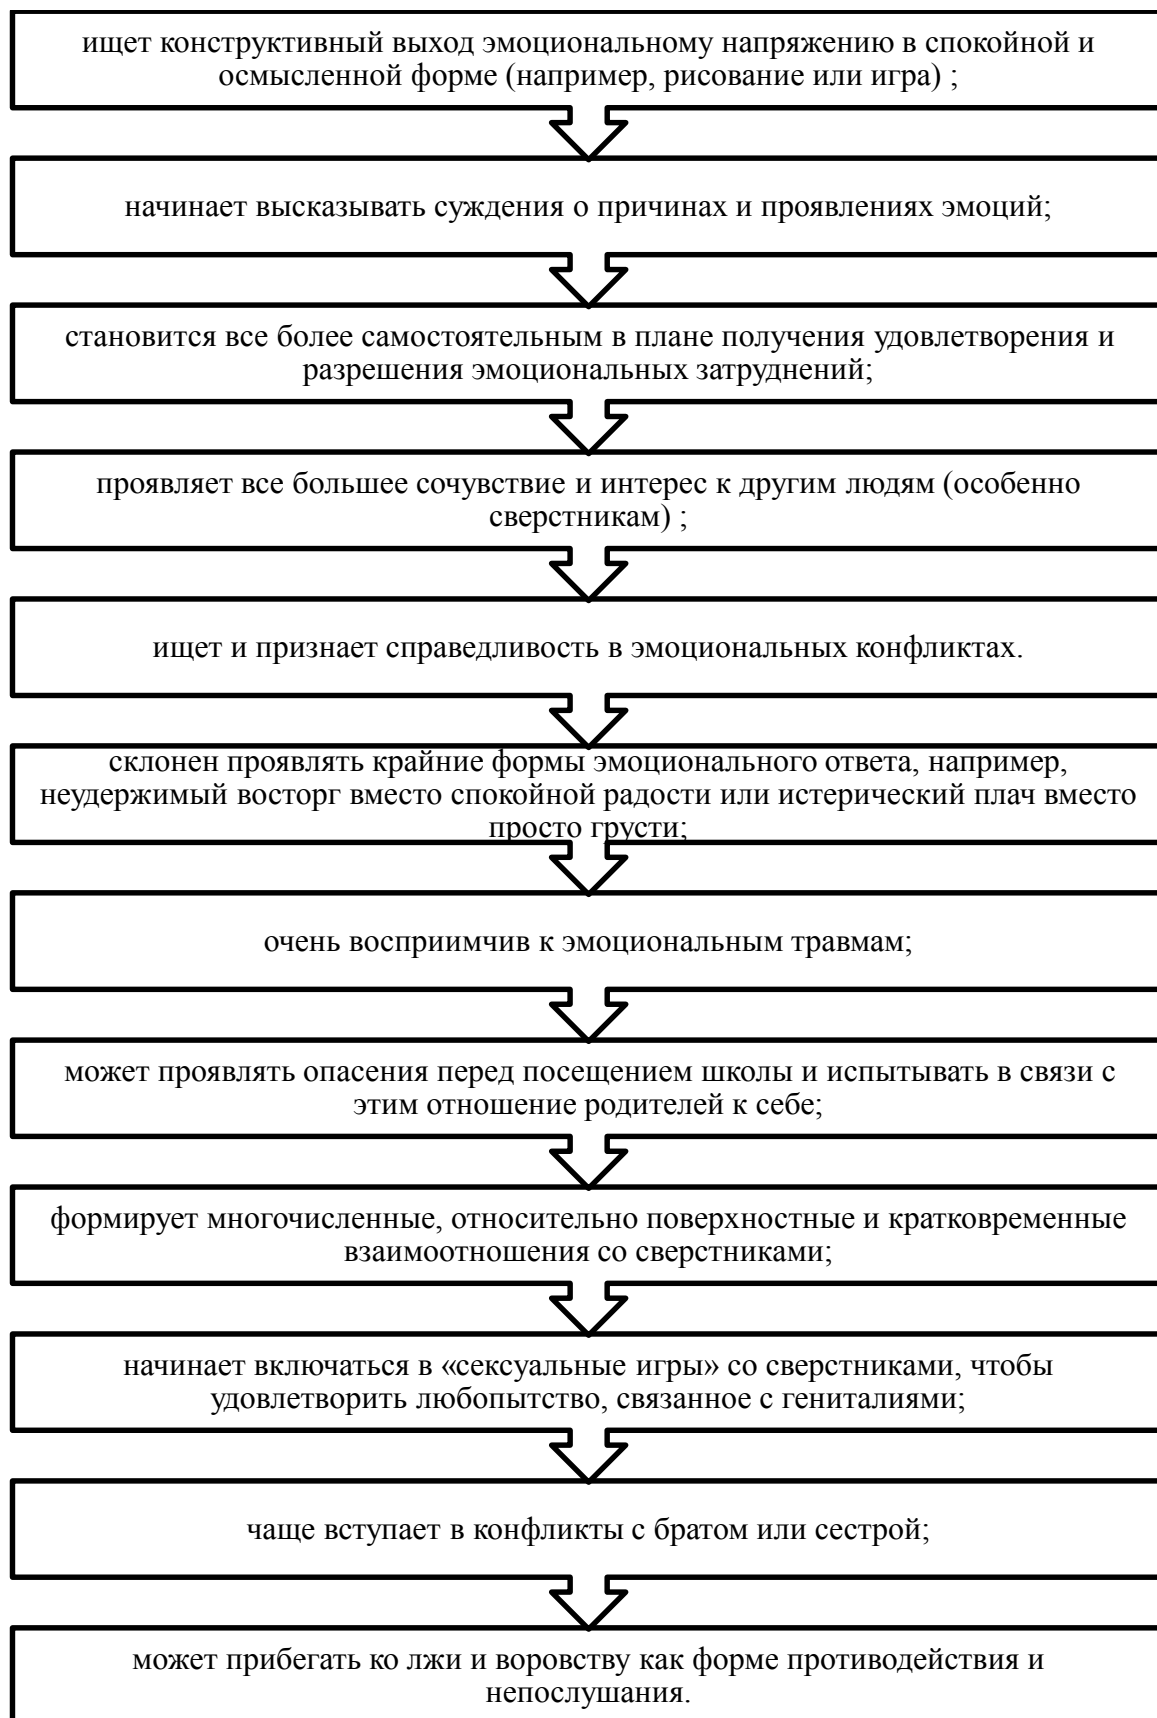 ищет конструктивный выход эмоциональному напряжению в спокойной и
осмысленной форме (например, рисование или игра) ;
начинает высказывать суждения о причинах и проявлениях эмоций;
становится все более самостоятельным в плане получения удовлетворения и
разрешения эмоциональных затруднений;
проявляет все большее сочувствие и интерес к другим людям (особенно
сверстникам) ;
ищет и признает справедливость в эмоциональных конфликтах.
склонен проявлять крайние формы эмоционального ответа, например,
неудержимый восторг вместо спокойной радости или истерический плач вместо
просто грусти;
очень восприимчив к эмоциональным травмам;
может проявлять опасения перед посещением школы и испытывать в связи с
этим отношение родителей к себе;
формирует многочисленные, относительно поверхностные и кратковременные
взаимоотношения со сверстниками;
начинает включаться в «сексуальные игры» со сверстниками, чтобы
удовлетворить любопытство, связанное с гениталиями;
чаще вступает в конфликты с братом или сестрой;
может прибегать ко лжи и воровству как форме противодействия и
непослушания.